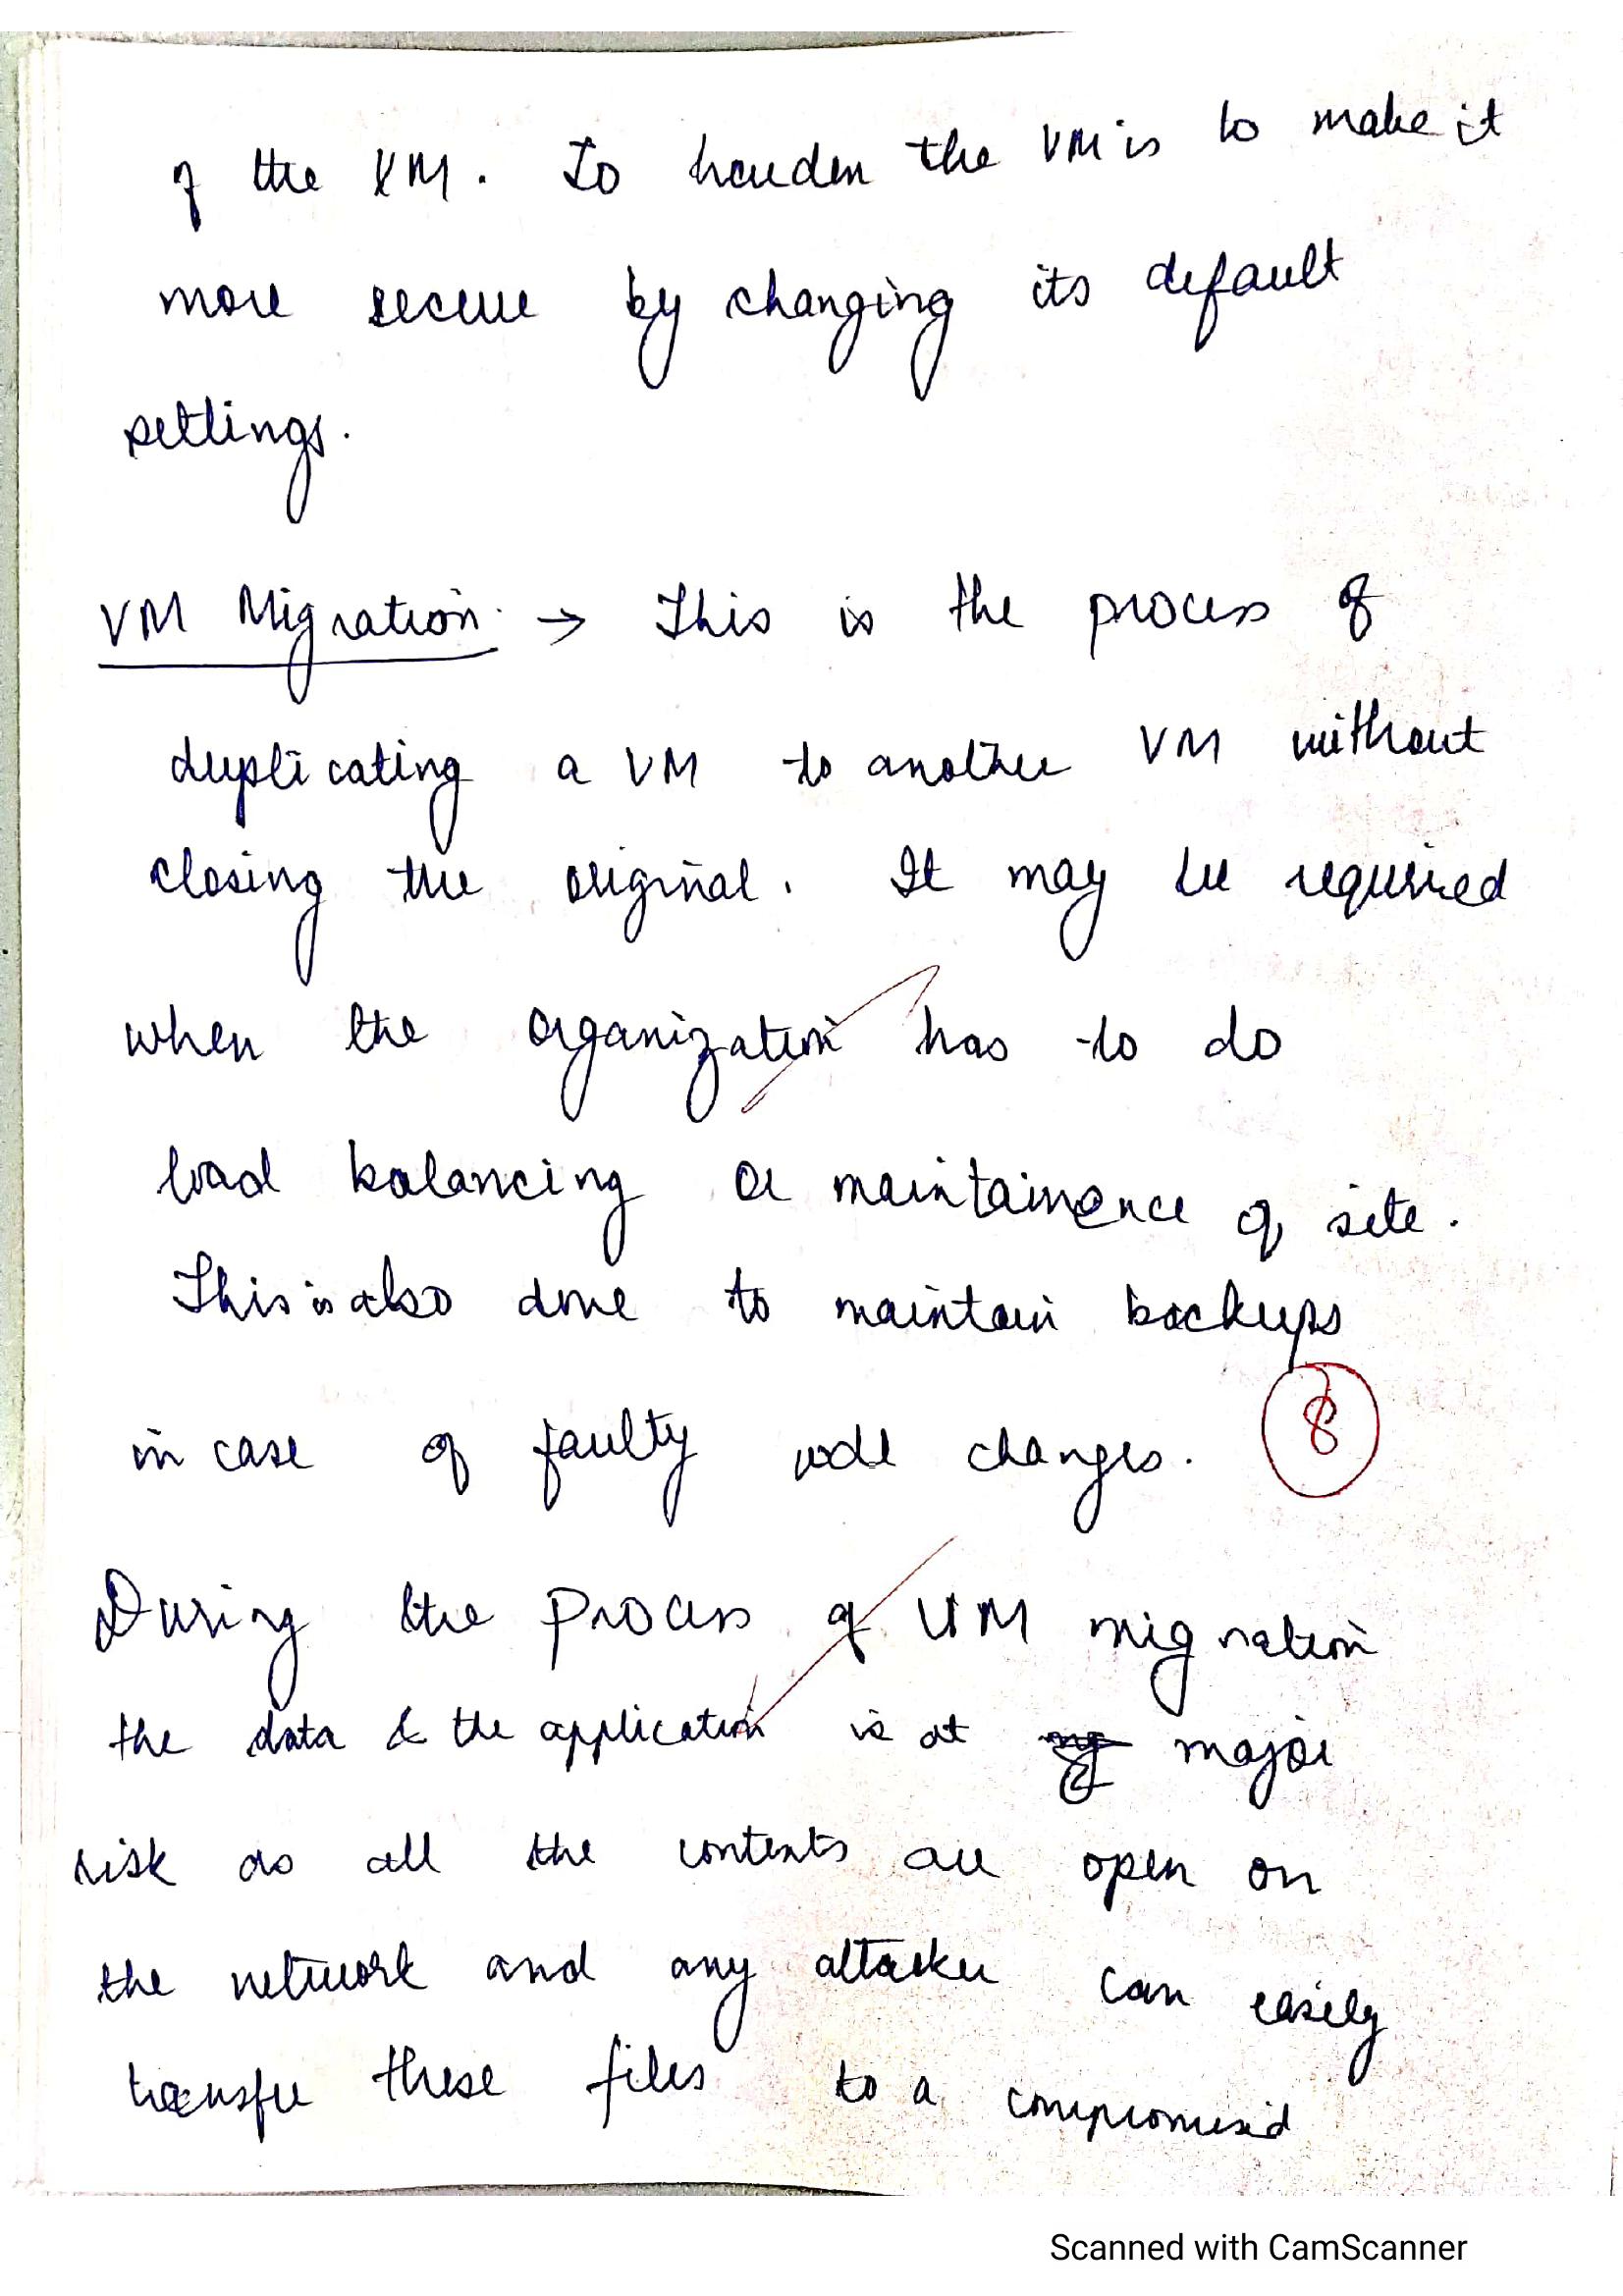 of the VM. To harden the VM is to make it
more secure by changing its default
settings.
VM Migration → This is the process of
duplicating a VM to another VM without
closing the original. It may be required
when the organization has to do
load balancing or maintainence of site.
This is also done to maintain backups
in case of faulty code changes.
8
During the process of VM migration
the data & the application is at major
risk as all the contents are open on
the network and any attacker can easily
transfer these files to a compromised
Scanned with CamScanner